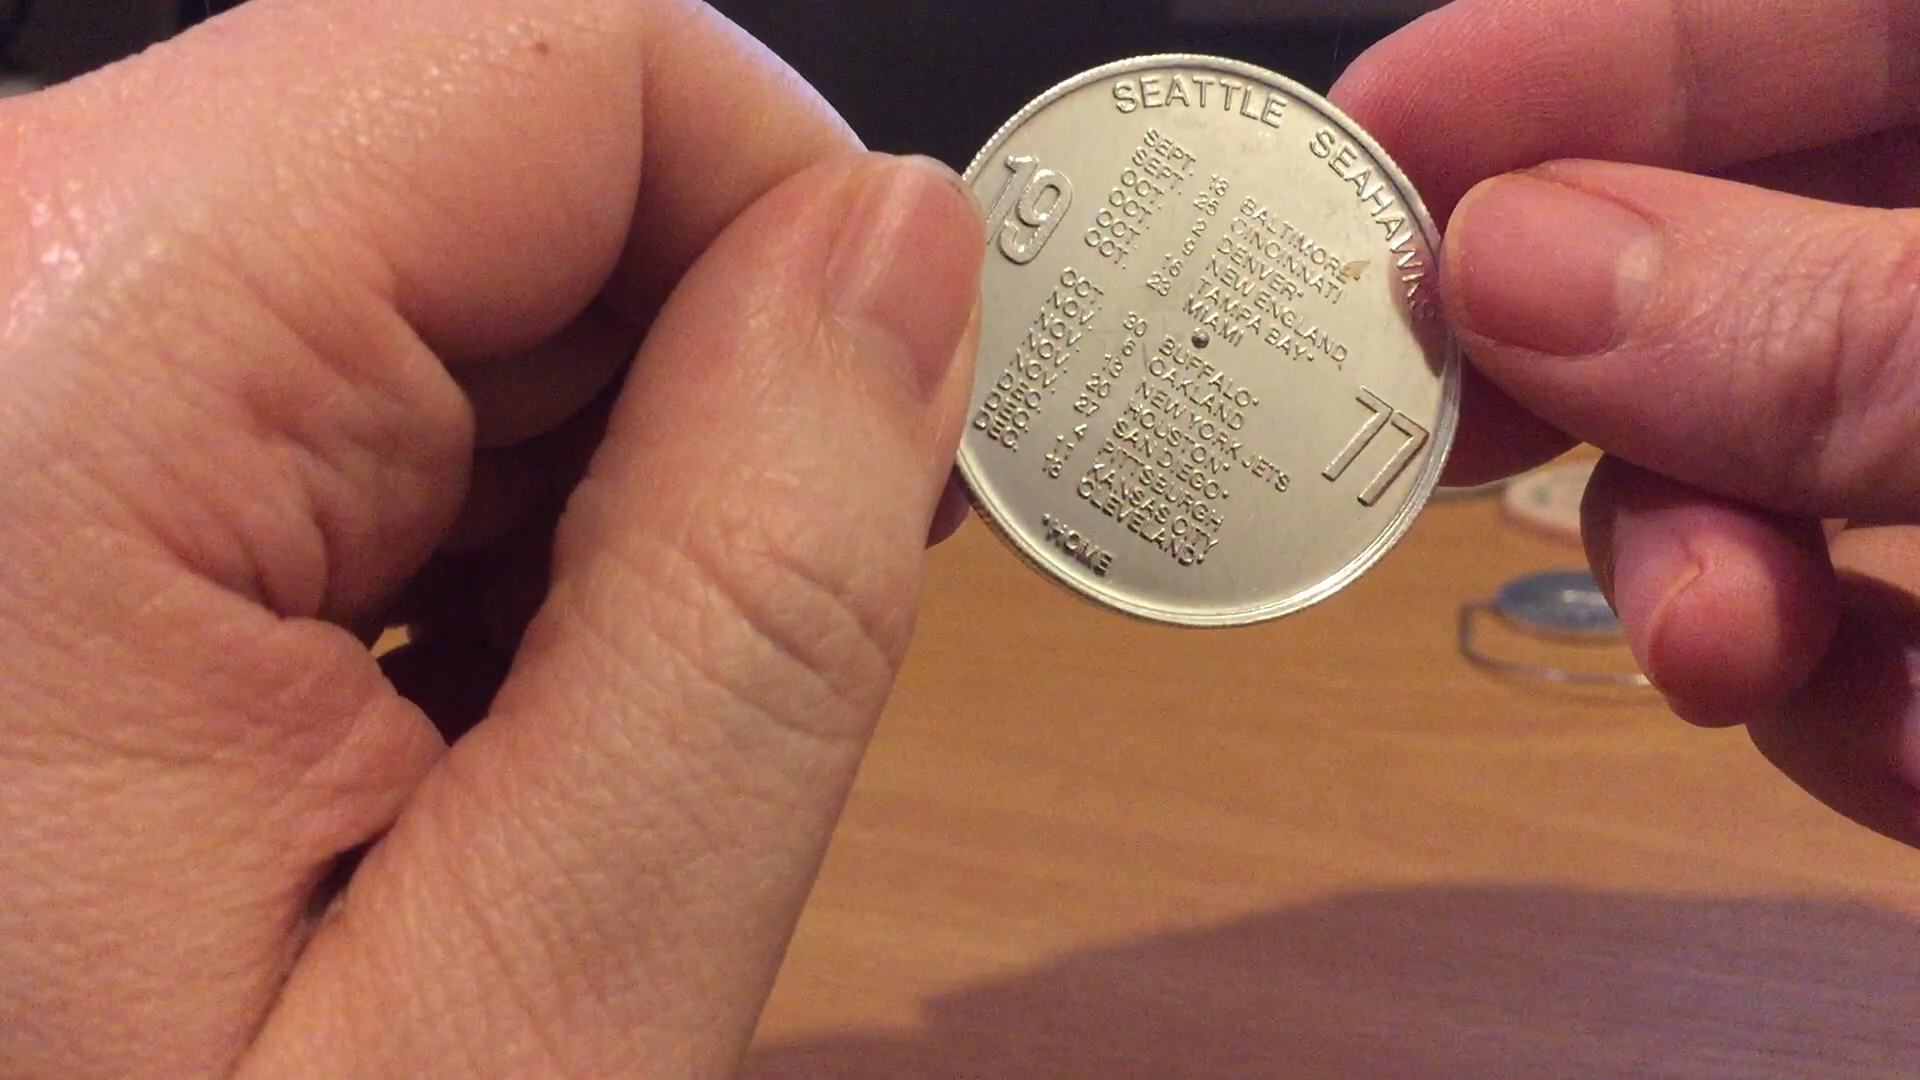 SEATTLE SEAHAWKS
19 77
SEPT. 18 BALTIMORE*
SEPT. 25 CINCINNATI
OCT. 2 DENVER*
OCT. 9 NEW ENGLAND
OCT. 16 TAMPA BAY*
OCT. 23 MIAMI
OCT. 30 BUFFALO*
NOV. 6 OAKLAND
NOV. 13 NEW YORK JETS
NOV. 20 HOUSTON*
NOV. 27 SAN DIEGO*
DEC. 4 PITTSBURGH
DEC. 11 KANSAS CITY
DEC. 18 CLEVELAND*
*HOME